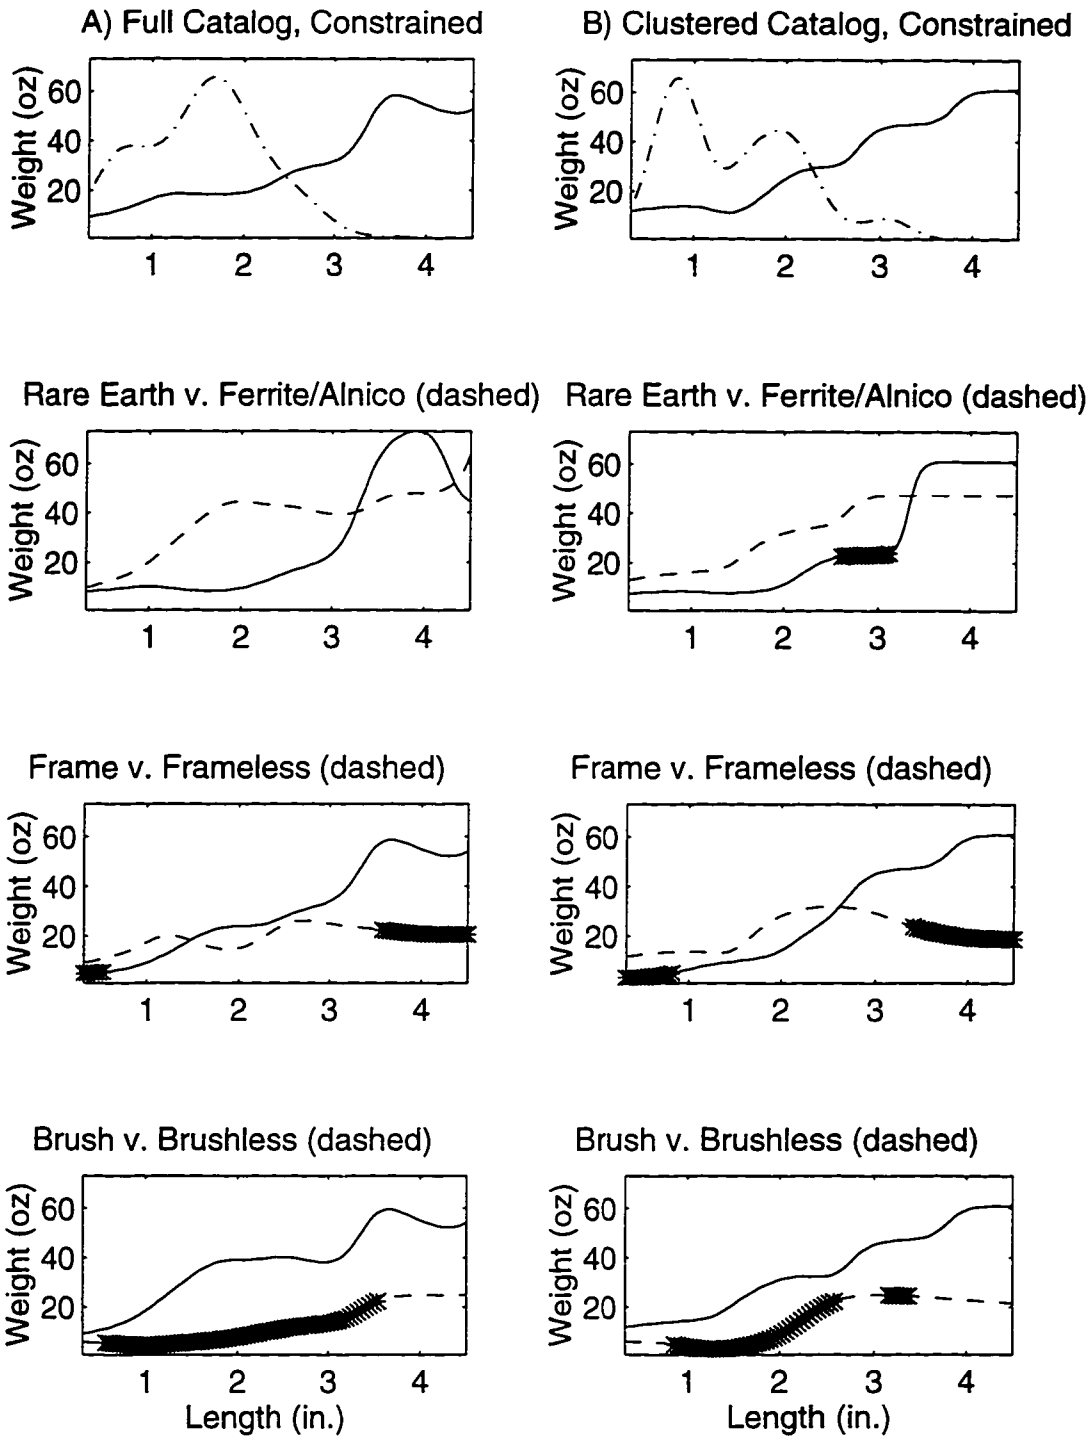 A) Full Catalog, Constrained
Weight (oz)
60
40
20
1 2 3 4
B) Clustered Catalog, Constrained
Weight (oz)
60
40
20
1 2 3 4
Rare Earth v. Ferrite/Alnico (dashed)
Weight (oz)
60
40
20
1 2 3 4
Rare Earth v. Ferrite/Alnico (dashed)
Weight (oz)
60
40
20
1 2 3 4
Frame v. Frameless (dashed)
Weight (oz)
60
40
20
1 2 3 4
Frame v. Frameless (dashed)
Weight (oz)
60
40
20
1 2 3 4
Brush v. Brushless (dashed)
Weight (oz)
60
40
20
1 2 3 4
Length (in.)
Brush v. Brushless (dashed)
Weight (oz)
60
40
20
1 2 3 4
Length (in.)